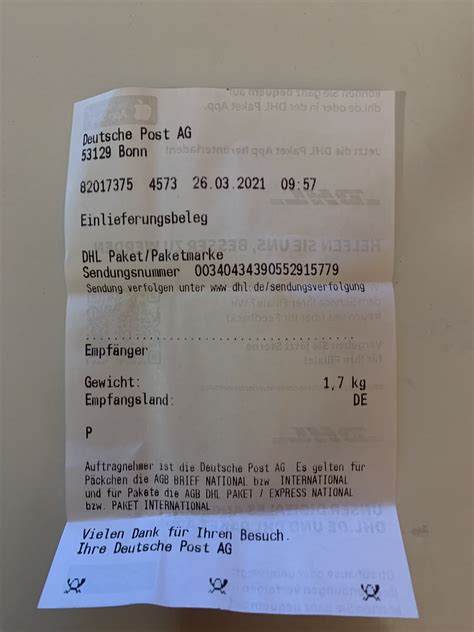 Deutsche Post AG
53129 Bonn
82017375 4573 26.03.2021 09:57
Einlieferungsbeleg
DHL Paket/Paketmarke
Sendungsnummer 00340434390552915779
Sendung verfolgen unter www.dhl.de/sendungsverfolgung
Empfänger
Gewicht: 1,7 kg
Empfangsland: DE
P
Auftragnehmer ist die Deutsche Post AG. Es gelten für
Päckchen die AGB BRIEF NATIONAL bzw. INTERNATIONAL
und für Pakete die AGB DHL PAKET / EXPRESS NATIONAL
bzw. PAKET INTERNATIONAL
Vielen Dank für Ihren Besuch.
Ihre Deutsche Post AG